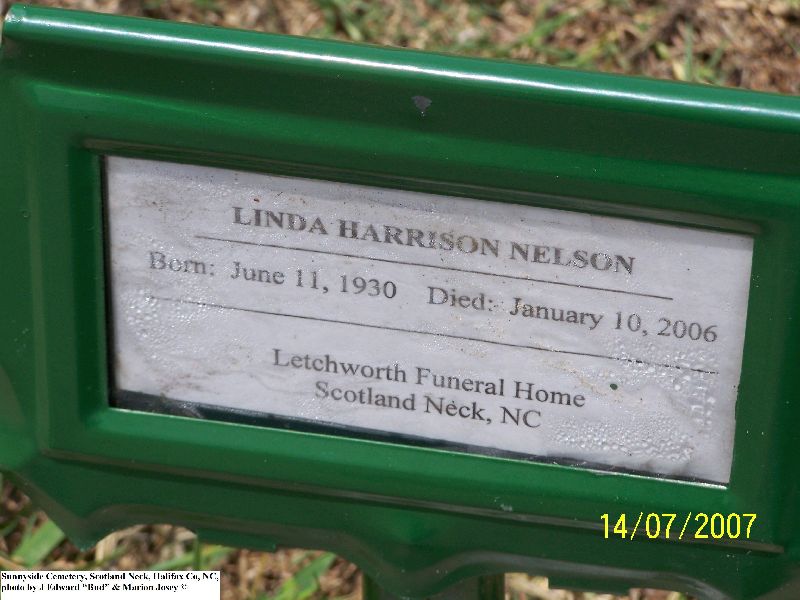 LINDA HARRISON NELSON
Born: June 11, 1930 Died: January 10, 2006
Letchworth Funeral Home
Scotland Neck, NC
14/07/2007
Sunnyside Cemetery, Scotland Neck, Halifax Co, NC,
photo by J Edward "Bud" & Marion Josey ©